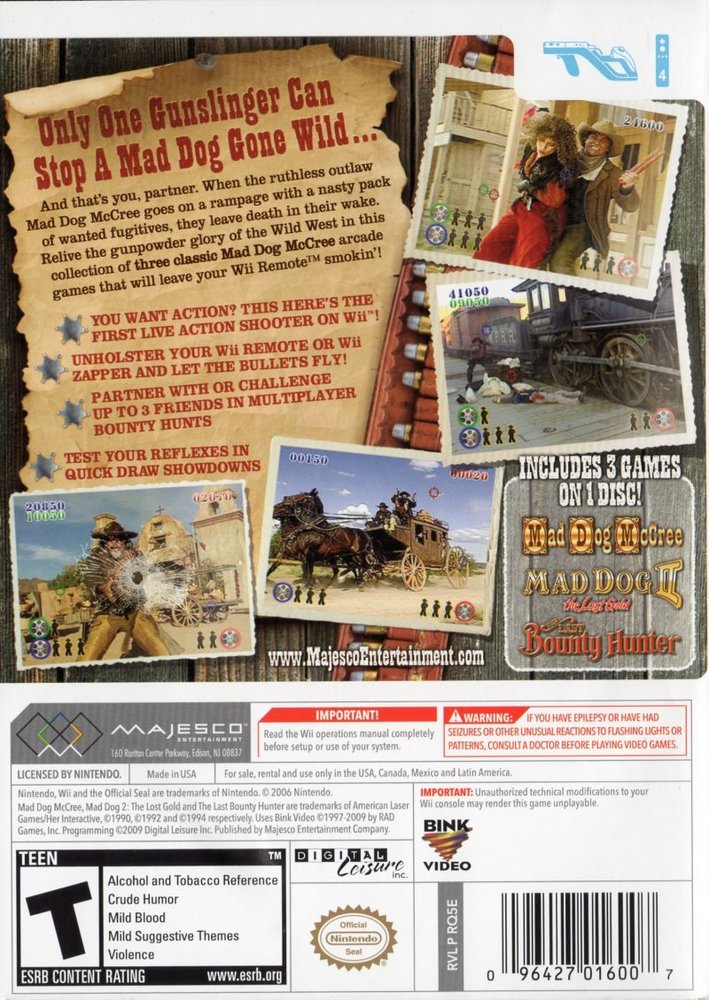 4
Only One Gunslinger Can
Stop A Mad Dog Gone Wild...
And that's you, partner. When the ruthless outlaw
Mad Dog McCree goes on a rampage with a nasty pack
of wanted fugitives, they leave death in their wake.
Relive the gunpowder glory of the Wild West in this
collection of three classic Mad Dog McCree arcade
games that will leave your Wii Remote™ smokin'!
YOU WANT ACTION? THIS HERE'S THE
FIRST LIVE ACTION SHOOTER ON Wii™!
UNHOLSTER YOUR Wii REMOTE OR Wii
ZAPPER AND LET THE BULLETS FLY!
PARTNER WITH OR CHALLENGE
UP TO 3 FRIENDS IN MULTIPLAYER
BOUNTY HUNTS
TEST YOUR REFLEXES IN
QUICK DRAW SHOWDOWNS
24600
41050
09050
00150
00020
20850
10050
02070
INCLUDES 3 GAMES
ON 1 DISC!
Mad Dog McCree
MAD DOG II
the Lost Gold
The Last
Bounty Hunter
www.MajescoEntertainment.com
MAJESCO
ENTERTAINMENT
160 Raritan Center Parkway, Edison, NJ 08837
IMPORTANT!
Read the Wii operations manual completely
before setup or use of your system.
WARNING: IF YOU HAVE EPILEPSY OR HAVE HAD
SEIZURES OR OTHER UNUSUAL REACTIONS TO FLASHING LIGHTS OR
PATTERNS, CONSULT A DOCTOR BEFORE PLAYING VIDEO GAMES.
LICENSED BY NINTENDO.
Made in USA
For sale, rental and use only in the USA, Canada, Mexico and Latin America.
Nintendo, Wii and the Official Seal are trademarks of Nintendo. © 2006 Nintendo.
Mad Dog McCree, Mad Dog 2: The Lost Gold and The Last Bounty Hunter are trademarks of American Laser
Games/Her Interactive, ©1990, ©1992 and ©1994 respectively. Uses Bink Video ©1997-2009 by RAD
Games, Inc. Programming ©2009 Digital Leisure Inc. Published by Majesco Entertainment Company.
IMPORTANT: Unauthorized technical modifications to your
Wii console may render this game unplayable.
BINK
VIDEO
TEEN
TM
T
Alcohol and Tobacco Reference
Crude Humor
Mild Blood
Mild Suggestive Themes
Violence
ESRB CONTENT RATING
www.esrb.org
DIGITAL
Leisure
inc.
Official
Nintendo
Seal
RVL P RQ5E
0 96427 01600 7